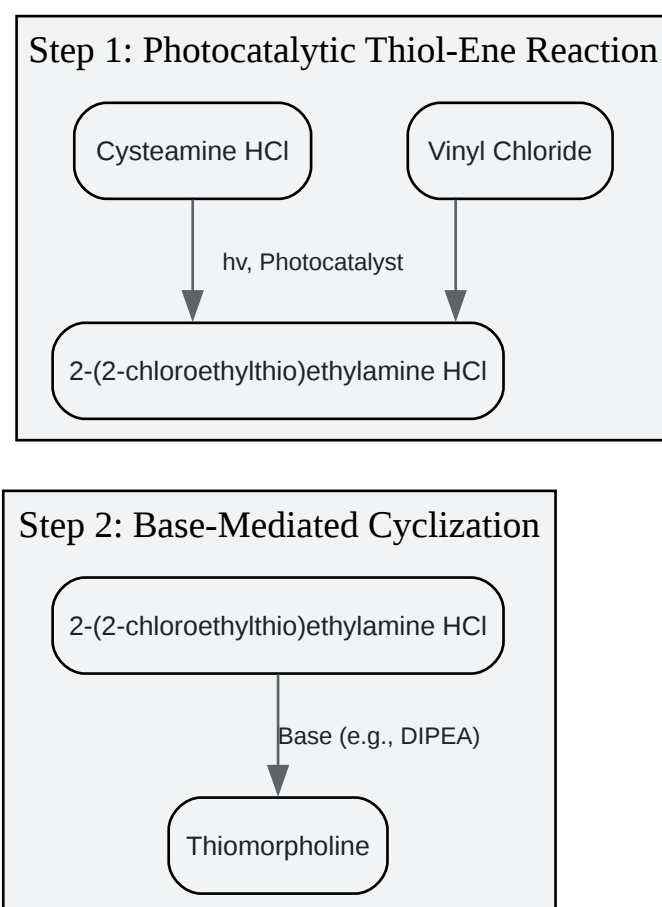 Step 1: Photocatalytic Thiol-Ene Reaction
Cysteamine HCl
Vinyl Chloride
hv, Photocatalyst
2-(2-chloroethylthio)ethylamine HCl
Step 2: Base-Mediated Cyclization
2-(2-chloroethylthio)ethylamine HCl
Base (e.g., DIPEA)
Thiomorpholine